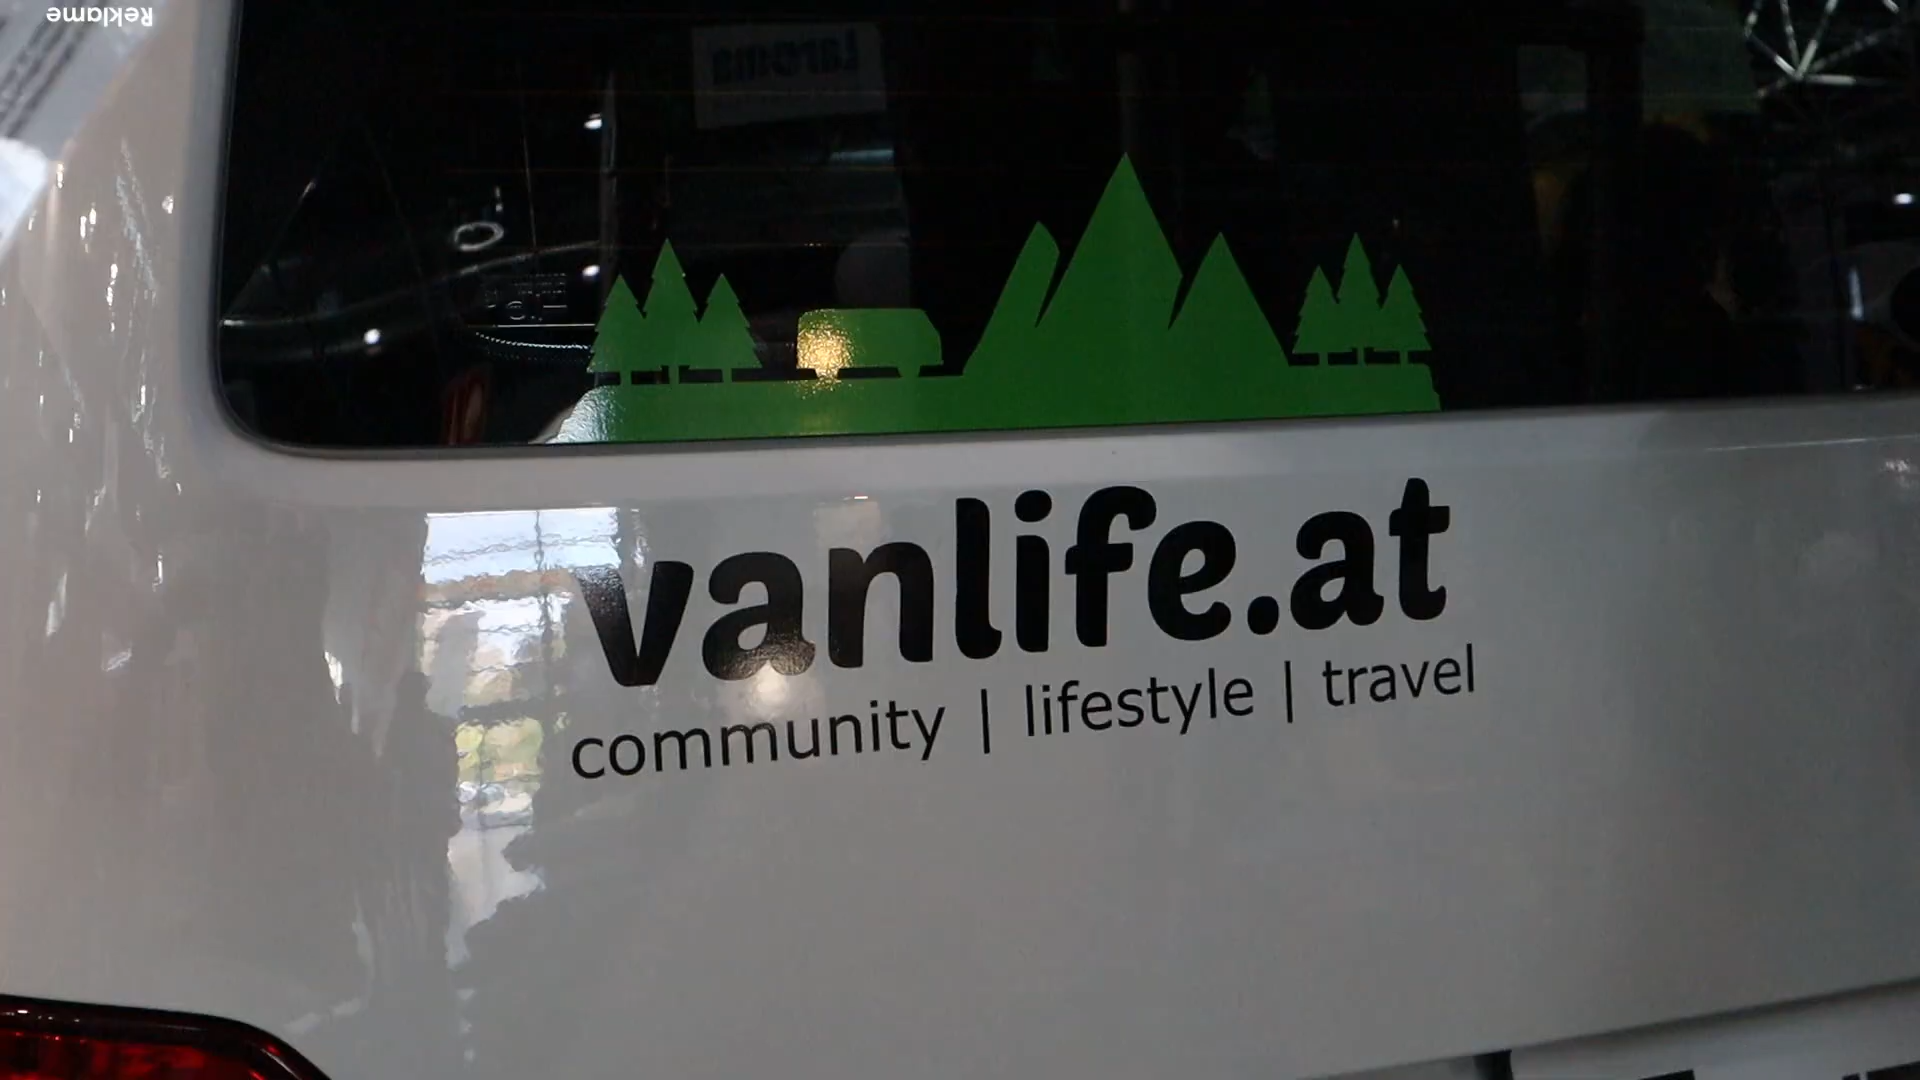 Reklame
vanlife.at
community | lifestyle | travel